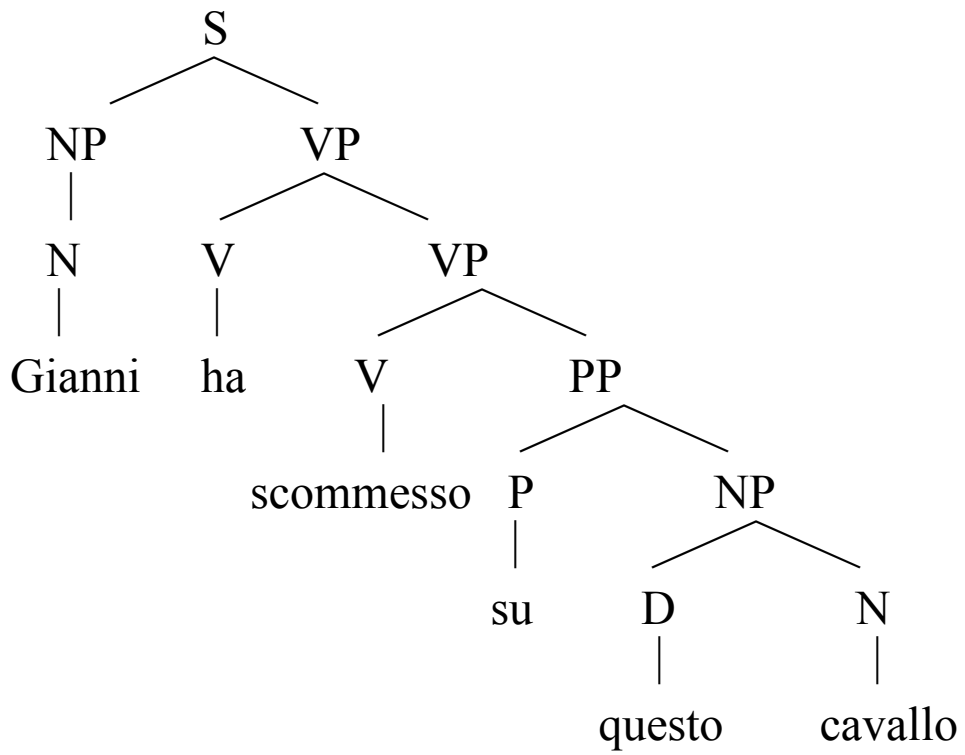 S
NP VP
N V VP
Gianni ha V PP
scommesso P NP
su D N
questo cavallo